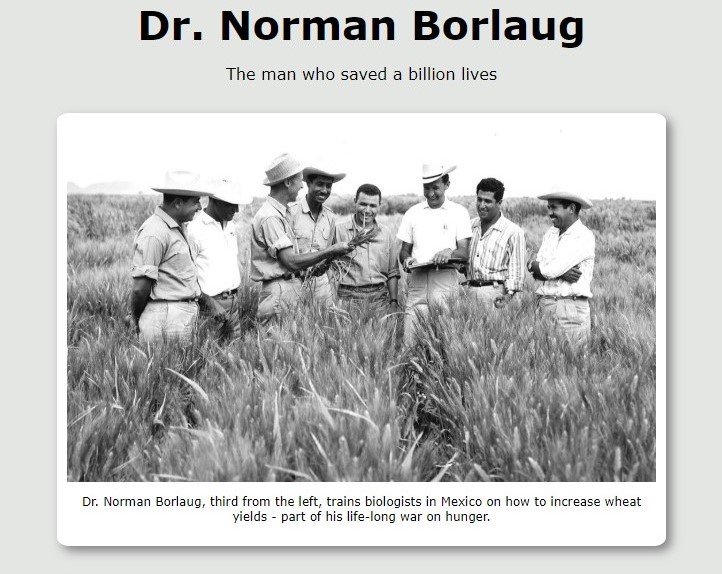 Dr. Norman Borlaug
The man who saved a billion lives
Dr. Norman Borlaug, third from the left, trains biologists in Mexico on how to increase wheat
yields - part of his life-long war on hunger.